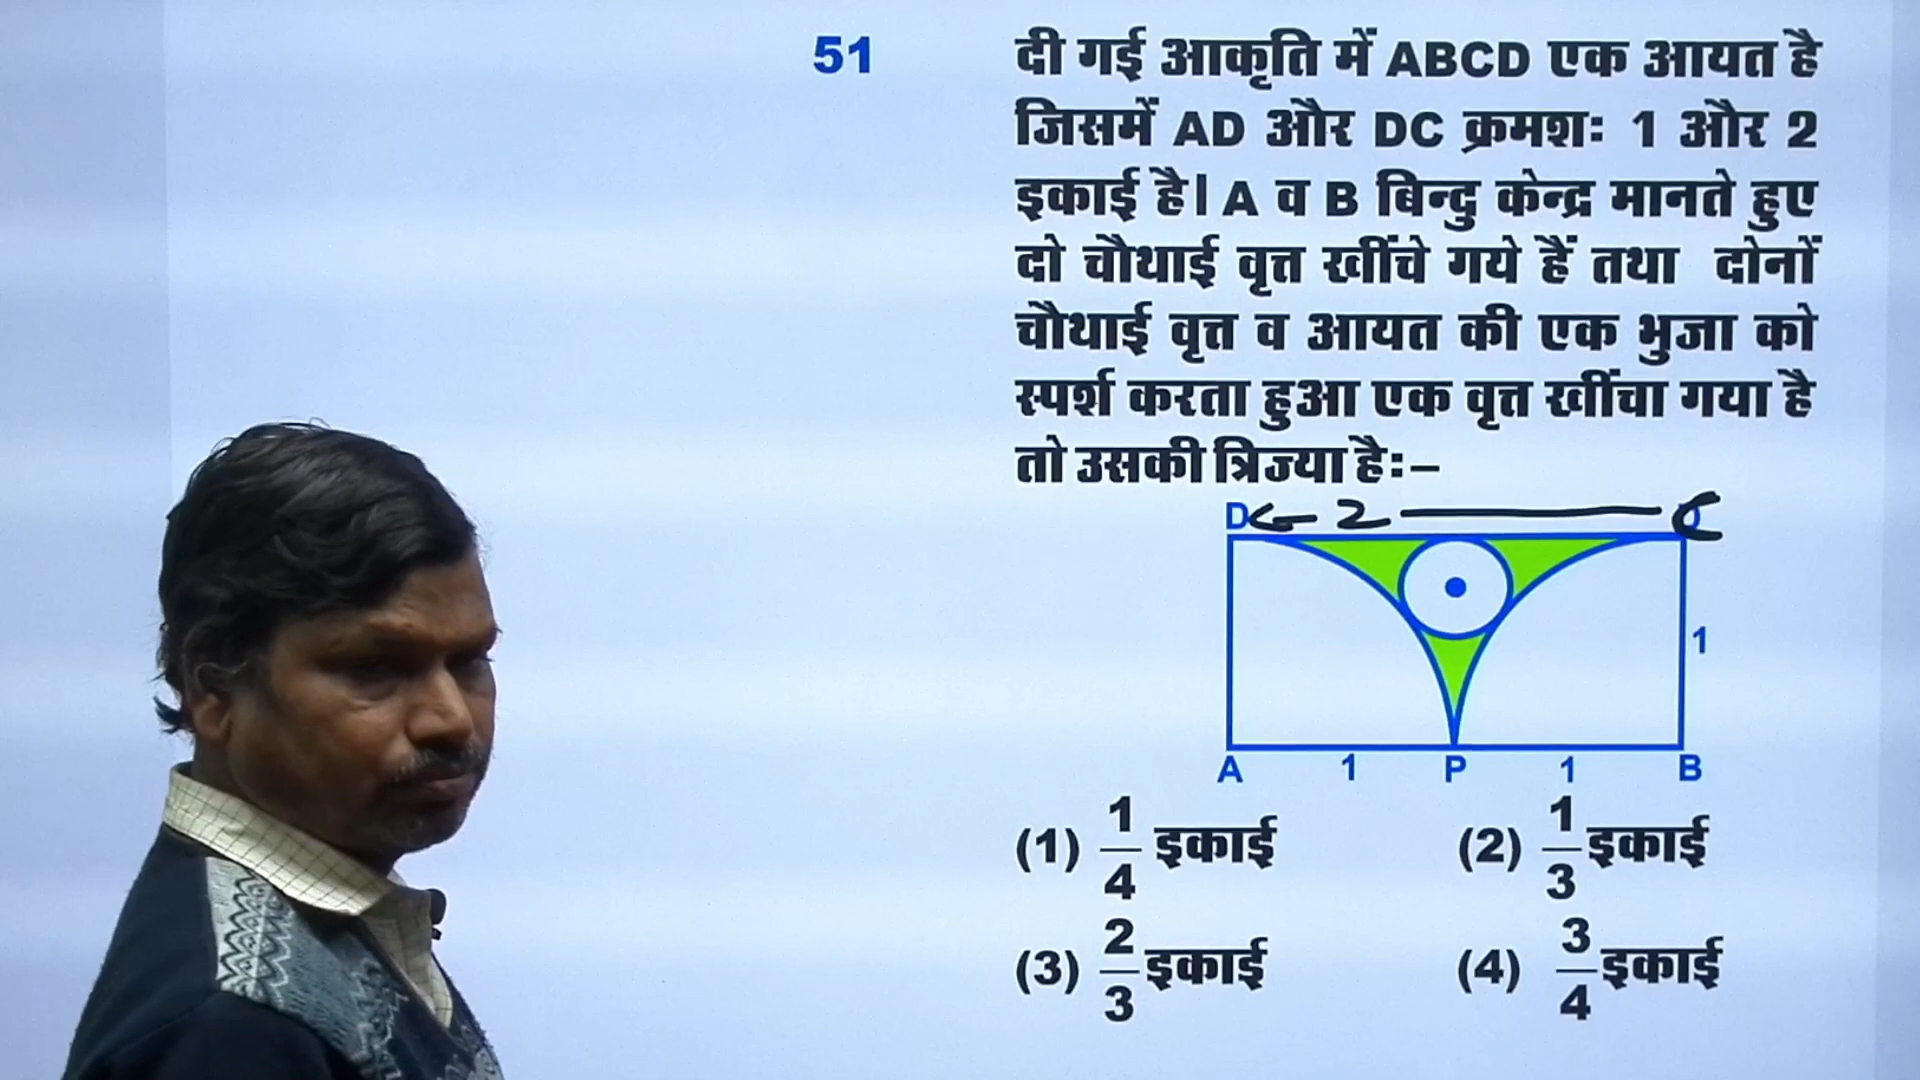 51
दी गई आकृति में ABCD एक आयत है
जिसमें AD और DC क्रमशः 1 और 2
इकाई है। A व B बिन्दु केन्द्र मानते हुए
दो चौथाई वृत्त खींचे गये हैं तथा दोनों
चौथाई वृत्त व आयत की एक भुजा को
स्पर्श करता हुआ एक वृत्त खींचा गया है
तो उसकी त्रिज्या है:–
D 2 C
1
A 1 P 1 B
(1) 1/4 इकाई (2) 1/3 इकाई
(3) 2/3 इकाई (4) 3/4 इकाई